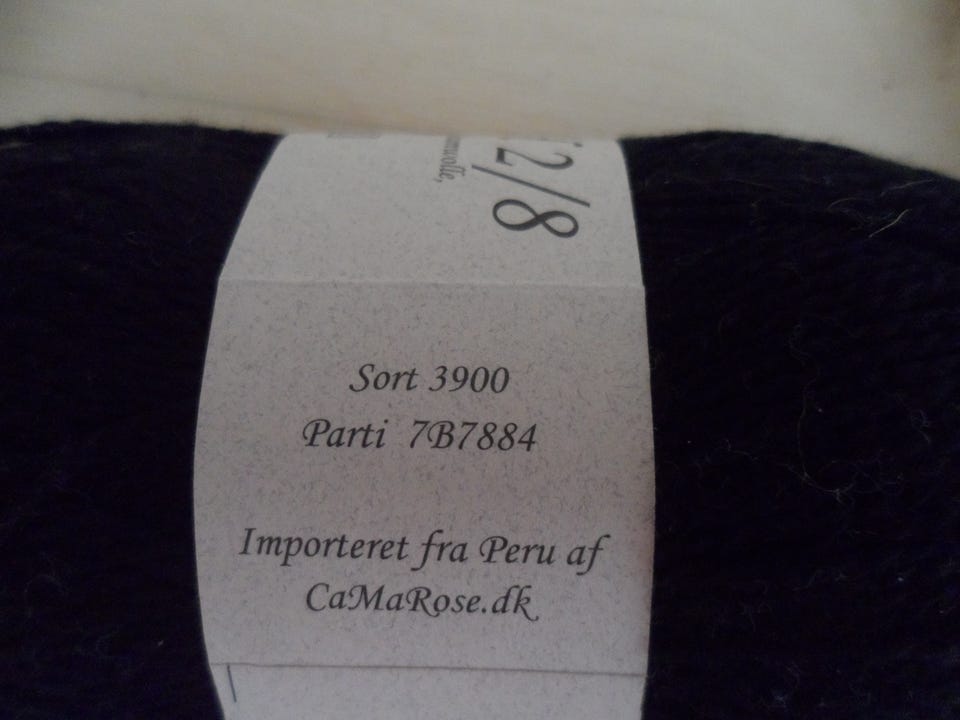 2/8
Sort 3900
Parti 7B7884
Importeret fra Peru af
CaMaRose.dk